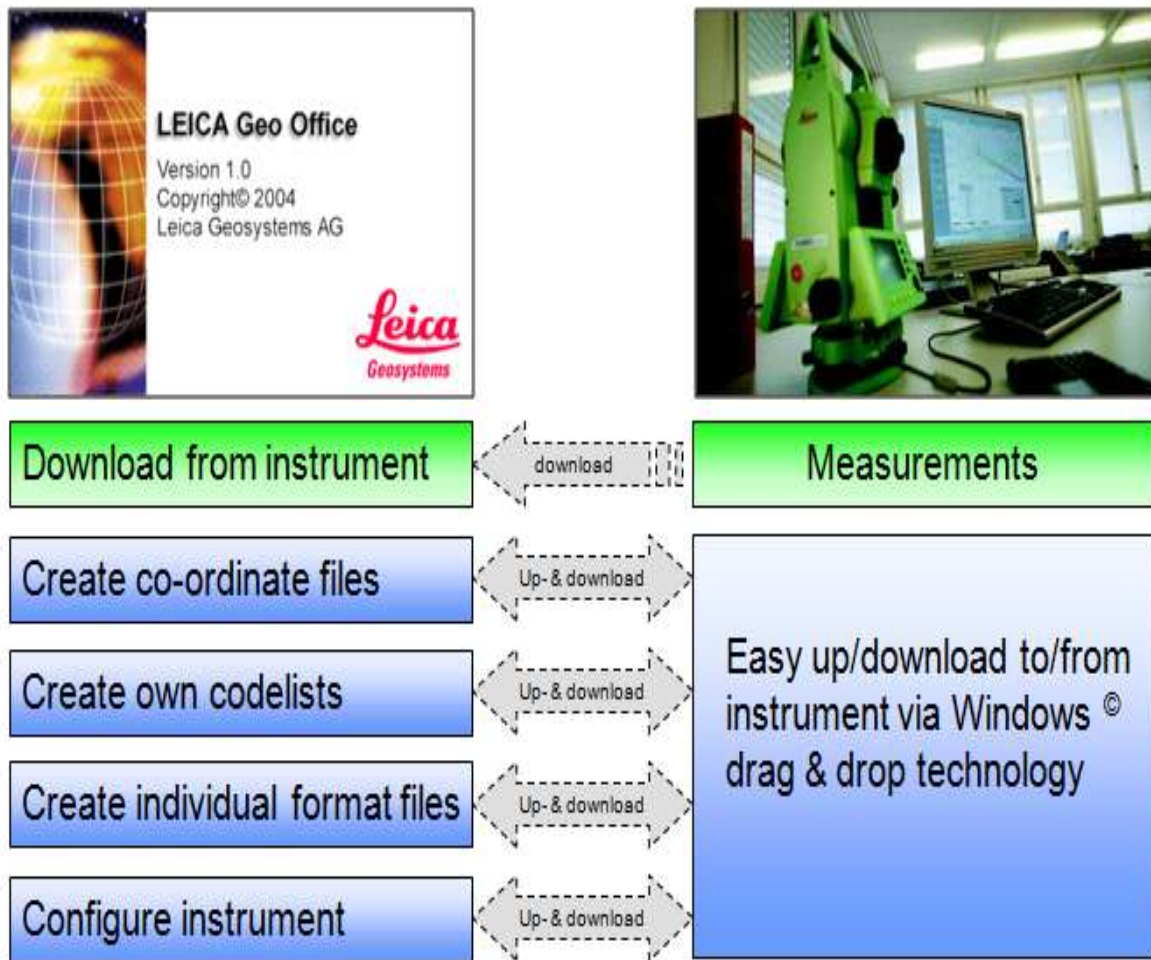 LEICA Geo Office
Version 1.0
Copyright© 2004
Leica Geosystems AG
Leica
Geosystems
Download from instrument
download
Measurements
Create co-ordinate files
Up- & download
Create own codelists
Up- & download
Create individual format files
Up- & download
Configure instrument
Up- & download
Easy up/download to/from
instrument via Windows ©
drag & drop technology